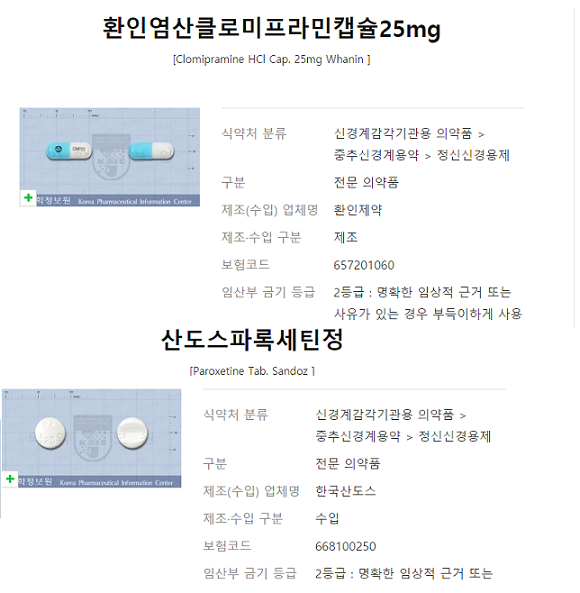 환인염산클로미프라민캡슐25mg
[Clomipramine HCl Cap. 25mg Whanin ]
식약처 분류 신경계감각기관용 의약품 >
중추신경계용약 > 정신신경용제
구분 전문 의약품
제조(수입) 업체명 환인제약
제조·수입 구분 제조
보험코드 657201060
임산부 금기 등급 2등급 : 명확한 임상적 근거 또는
사유가 있는 경우 부득이하게 사용
학정보원 Korea Pharmaceutical Information Center
산도스파록세틴정
[Paroxetine Tab. Sandoz ]
식약처 분류 신경계감각기관용 의약품 >
중추신경계용약 > 정신신경용제
구분 전문 의약품
제조(수입) 업체명 한국산도스
제조·수입 구분 수입
보험코드 668100250
임산부 금기 등급 2등급 : 명확한 임상적 근거 또는
학정보원 Korea Pharmaceutical Information Center